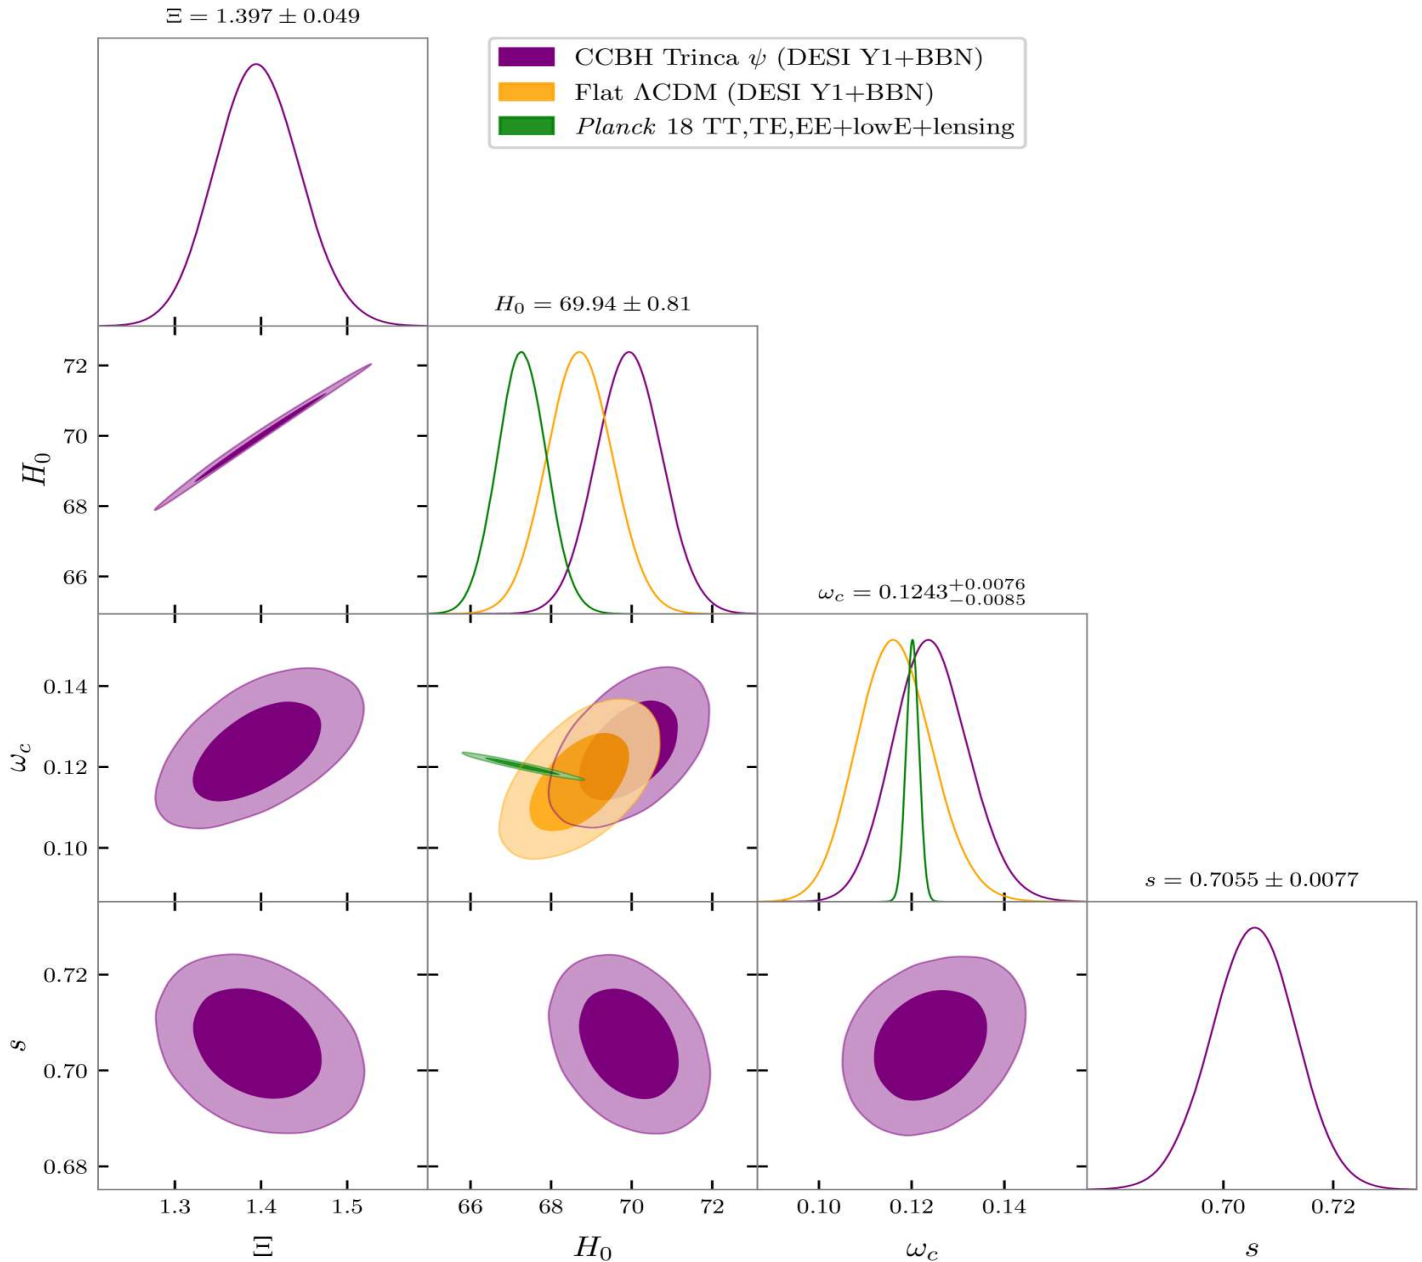 Ξ = 1.397 ± 0.049
CCBH Trinca ψ (DESI Y1+BBN)
Flat ΛCDM (DESI Y1+BBN)
Planck 18 TT,TE,EE+lowE+lensing
H₀ = 69.94 ± 0.81
72
70
68
66
H₀
ω_c = 0.1243^{+0.0076}_{-0.0085}
0.14
0.12
0.10
ω_c
s = 0.7055 ± 0.0077
0.72
0.70
0.68
s
1.3 1.4 1.5 66 68 70 72 0.10 0.12 0.14 0.70 0.72
Ξ H₀ ω_c s